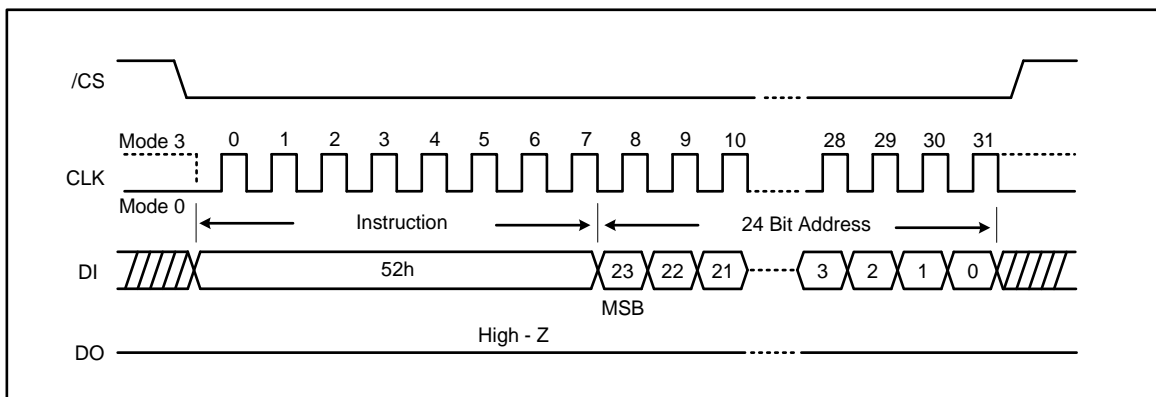 /CS
Mode 3 0 1 2 3 4 5 6 7 8 9 10 28 29 30 31
CLK
Mode 0
Instruction 24 Bit Address
DI 52h 23 22 21 3 2 1 0
MSB
High - Z
DO